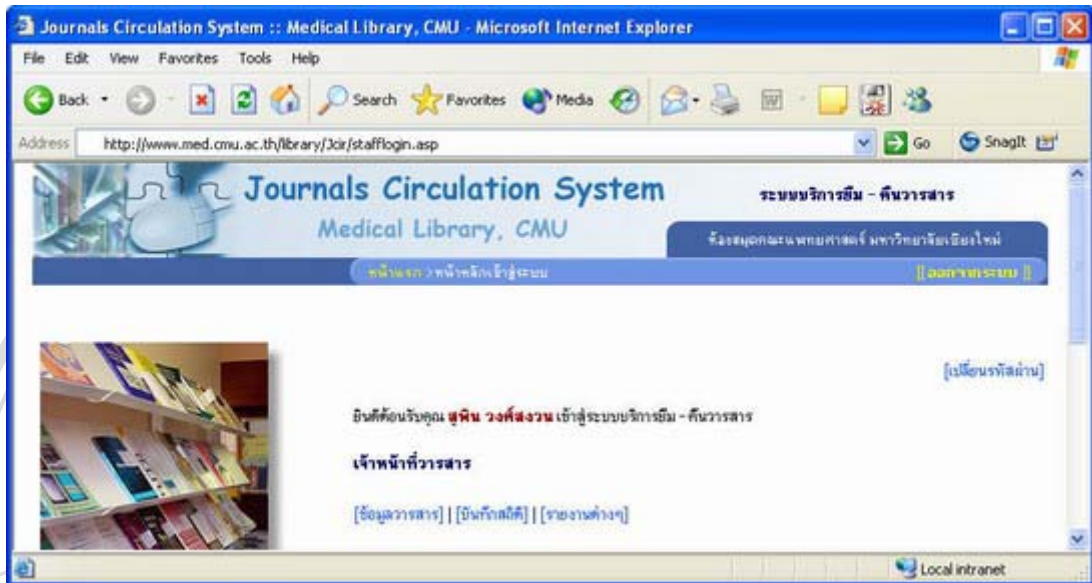 Journals Circulation System :: Medical Library, CMU - Microsoft Internet Explorer
File Edit View Favorites Tools Help
Back Search Favorites Media
Address http://www.med.cmu.ac.th/library/Jcir/stafflogin.asp Go SnagIt
Journals Circulation System ระบบบริการยืม - คืนวารสาร
Medical Library, CMU ห้องสมุดคณะแพทยศาสตร์ มหาวิทยาลัยเชียงใหม่
หน้าแรก > หน้าหลักเข้าสู่ระบบ [[ ออกจากระบบ ]]
[เปลี่ยนรหัสผ่าน]
ยินดีต้อนรับคุณ สุพิน วงศ์สงวน เข้าสู่ระบบบริการยืม - คืนวารสาร
เจ้าหน้าที่วารสาร
[ข้อมูลวารสาร] | [บันทึกสถิติ] | [รายงานต่างๆ]
Local intranet